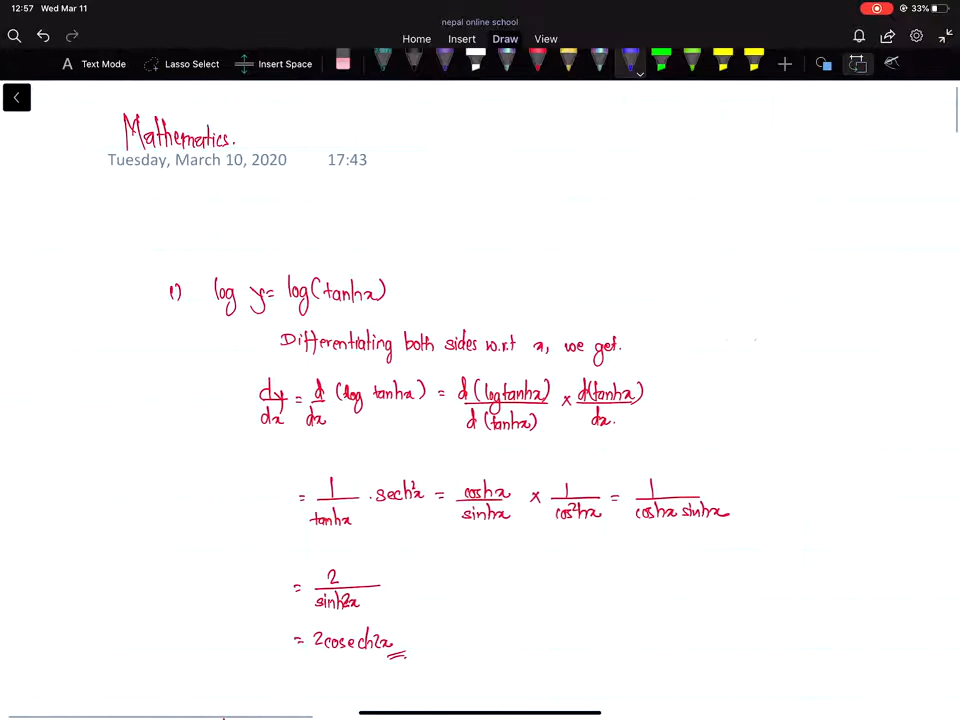 12:57 Wed Mar 11
33%
nepal online school
Home Insert Draw View
Text Mode Lasso Select Insert Space
Mathematics.
Tuesday, March 10, 2020 17:43
1) log y = log(tanhx)
Differentiating both sides w.r.t x, we get.
dy/dx = d/dx (log tanhx) = d(logtanhx)/d(tanhx) × d(tanhx)/dx.
= 1/tanhx . sech²x = coshx/sinhx × 1/cos²hx = 1/coshx sinhx
= 2/sinh2x
= 2cosech2x